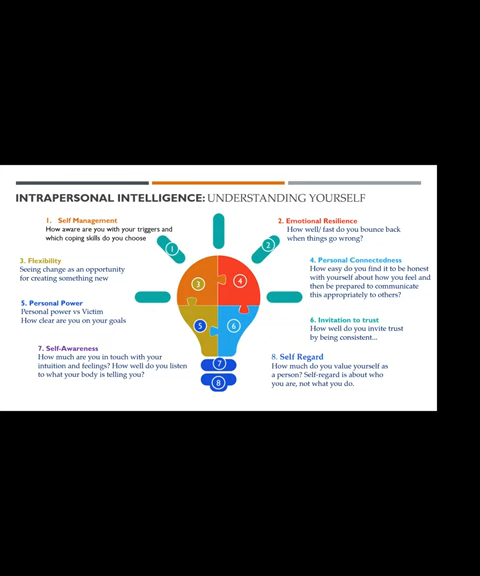 INTRAPERSONAL INTELLIGENCE: UNDERSTANDING YOURSELF
1. Self Management
How aware are you with your triggers and
which coping skills do you choose
2. Emotional Resilience
How well/ fast do you bounce back
when things go wrong?
3. Flexibility
Seeing change as an opportunity
for creating something new
4. Personal Connectedness
How easy do you find it to be honest
with yourself about how you feel and
then be prepared to communicate
this appropriately to others?
5. Personal Power
Personal power vs Victim
How clear are you on your goals
6. Invitation to trust
How well do you invite trust
by being consistent...
7. Self-Awareness
How much are you in touch with your
intuition and feelings? How well do you listen
to what your body is telling you?
8. Self Regard
How much do you value yourself as
a person? Self-regard is about who
you are, not what you do.
1
2
3
4
5
6
7
8